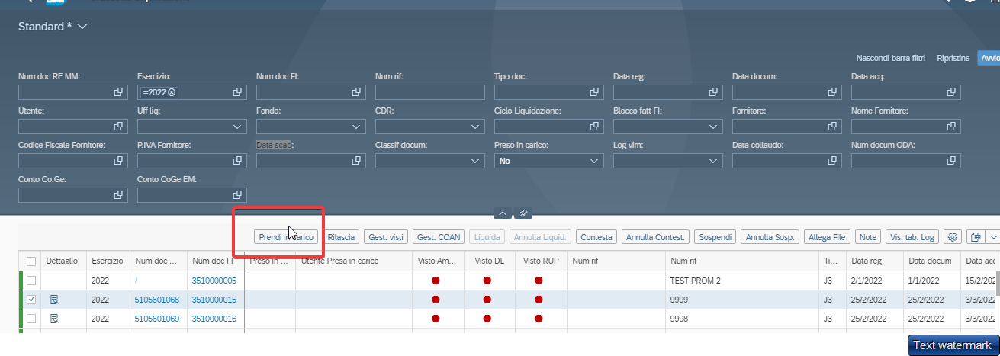 Standard *
Nascondi barra filtri Ripristina Avvio
Num doc RE MM: Esercizio: Num doc FI: Num rif: Tipo doc: Data reg: Data docum: Data acq:
=2022
Utente: Uff liq: Fondo: CDR: Ciclo Liquidazione: Blocco fatt FI: Fornitore: Nome Fornitore:
Codice Fiscale Fornitore: P.IVA Fornitore: Data scad: Classif docum: Preso in carico: Log vim: Data collaudo: Num docum ODA:
No
Conto Co.Ge: Conto CoGe EM:
Prendi in carico Rilascia Gest. visti Gest. COAN Liquida Annulla Liquid. Contesta Annulla Contest. Sospendi Annulla Sosp. Allega File Note Vis. tab. Log
Dettaglio Esercizio Num doc ... Num doc FI Preso in ... Utente Presa in carico Visto Am... Visto DL Visto RUP Num rif Num rif Ti... Data reg Data docum Data acq
2022 / 3510000005 TEST PROM 2 J3 2/1/2022 1/1/2022 15/2/202
2022 5105601068 3510000015 9999 J3 25/2/2022 25/2/2022 3/3/2022
2022 5105601069 3510000016 9998 J3 25/2/2022 25/2/2022 3/3/2022
Text watermark